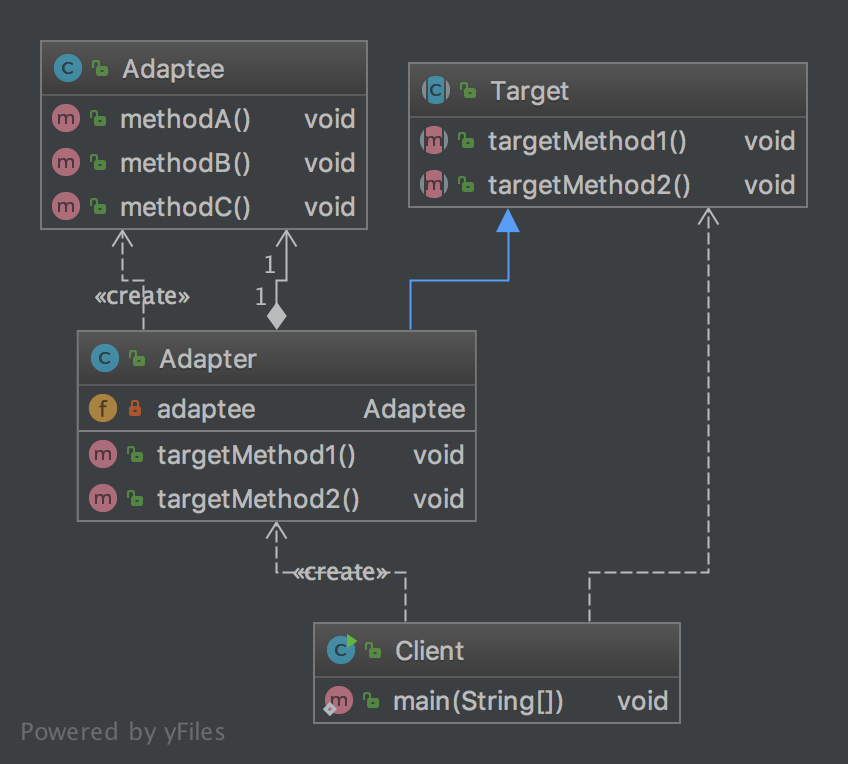 Adaptee
methodA() void
methodB() void
methodC() void
Target
targetMethod1() void
targetMethod2() void
1
«create»
1
Adapter
adaptee Adaptee
targetMethod1() void
targetMethod2() void
«create»
Client
main(String[]) void
Powered by yFiles